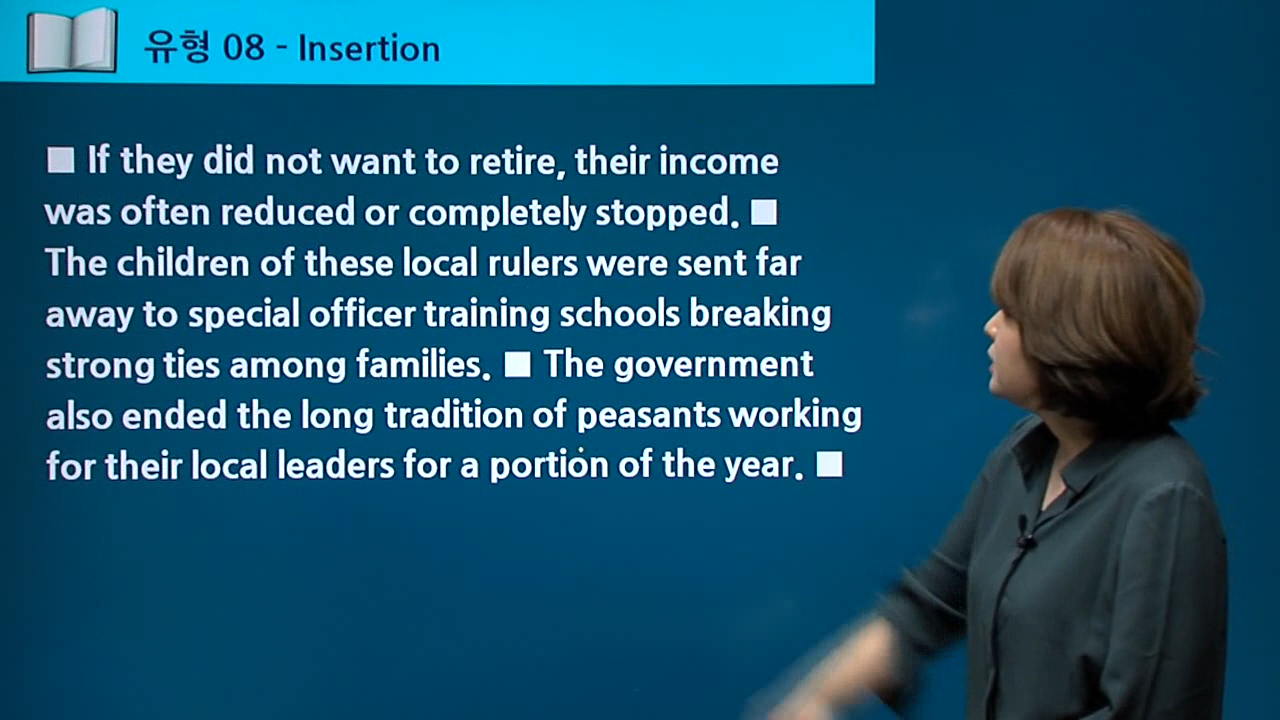 유형 08 - Insertion
■ If they did not want to retire, their income
was often reduced or completely stopped. ■
The children of these local rulers were sent far
away to special officer training schools breaking
strong ties among families. ■ The government
also ended the long tradition of peasants working
for their local leaders for a portion of the year. ■